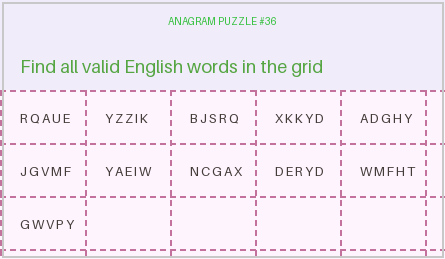 ANAGRAM PUZZLE #36
Find all valid English words in the grid
RQAUE YZZIK BJSRQ XKKYD ADGHY
JGVMF YAEIW NCGAX DERYD WMFHT
GWVPY